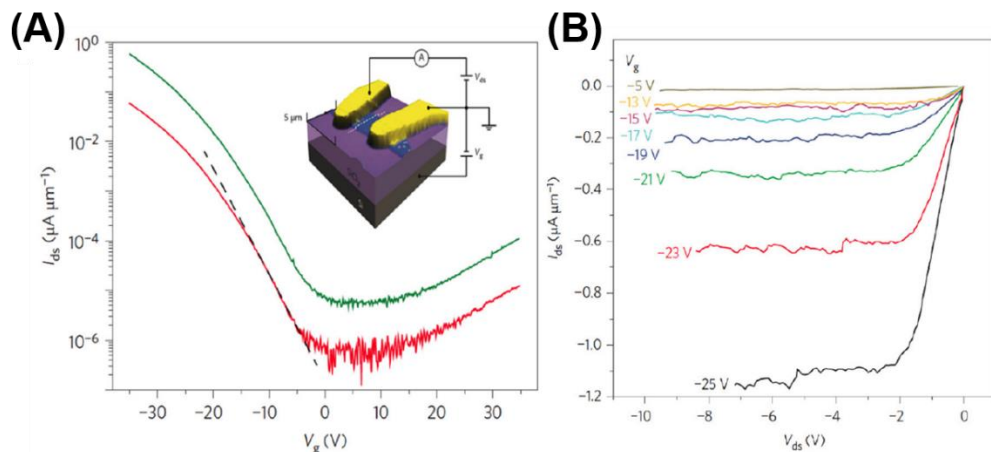 (A)
I_ds (μA μm⁻¹)
10⁰
10⁻²
10⁻⁴
10⁻⁶
−30 −20 −10 0 10 20 30
V_g (V)
A
V_ds
V_g
5 μm
SiO₂
Si
(B)
V_g
−5 V
−13 V
−15 V
−17 V
−19 V
−21 V
−23 V
−25 V
I_ds (μA μm⁻¹)
0.0
−0.2
−0.4
−0.6
−0.8
−1.0
−1.2
−10 −8 −6 −4 −2 0
V_ds (V)